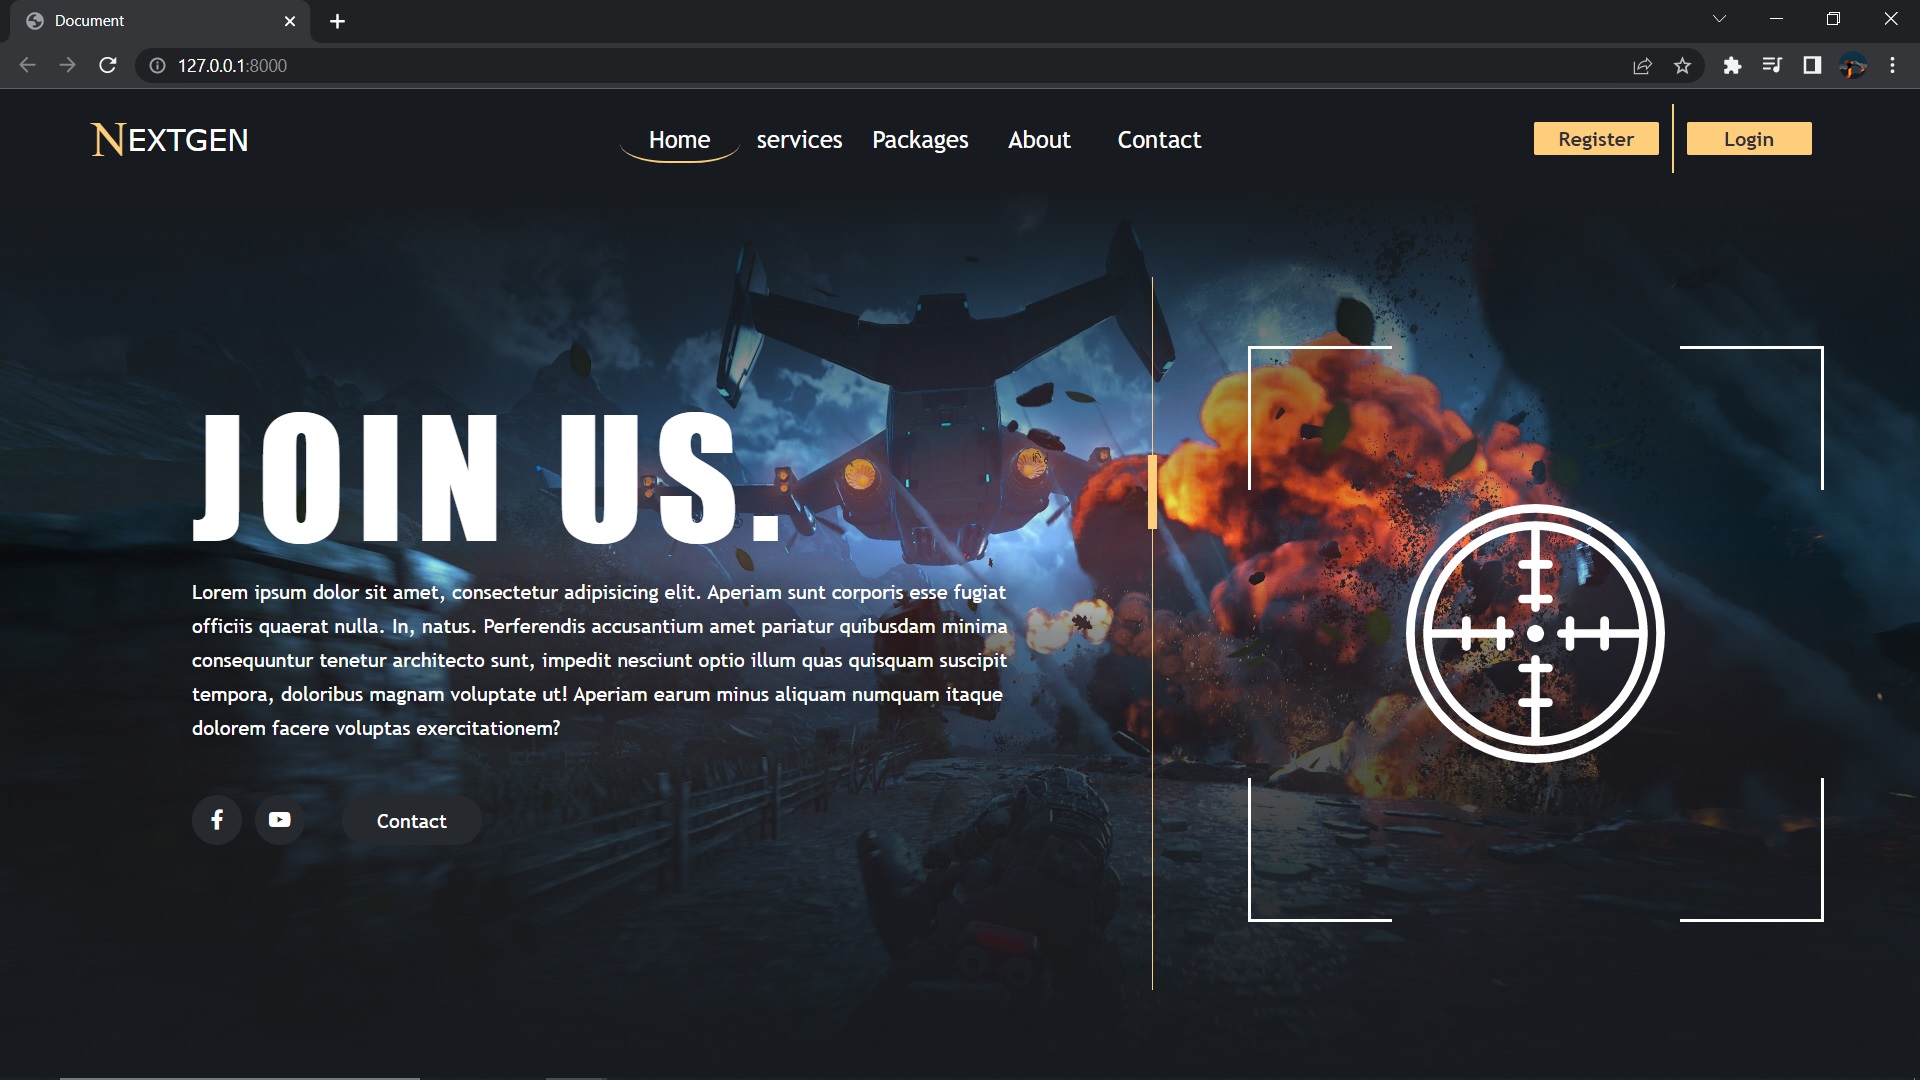 Document
127.0.0.1:8000
NEXTGEN
Home services Packages About Contact
Register Login
JOIN US.
Lorem ipsum dolor sit amet, consectetur adipisicing elit. Aperiam sunt corporis esse fugiat
officiis quaerat nulla. In, natus. Perferendis accusantium amet pariatur quibusdam minima
consequuntur tenetur architecto sunt, impedit nesciunt optio illum quas quisquam suscipit
tempora, doloribus magnam voluptate ut! Aperiam earum minus aliquam numquam itaque
dolorem facere voluptas exercitationem?
Contact